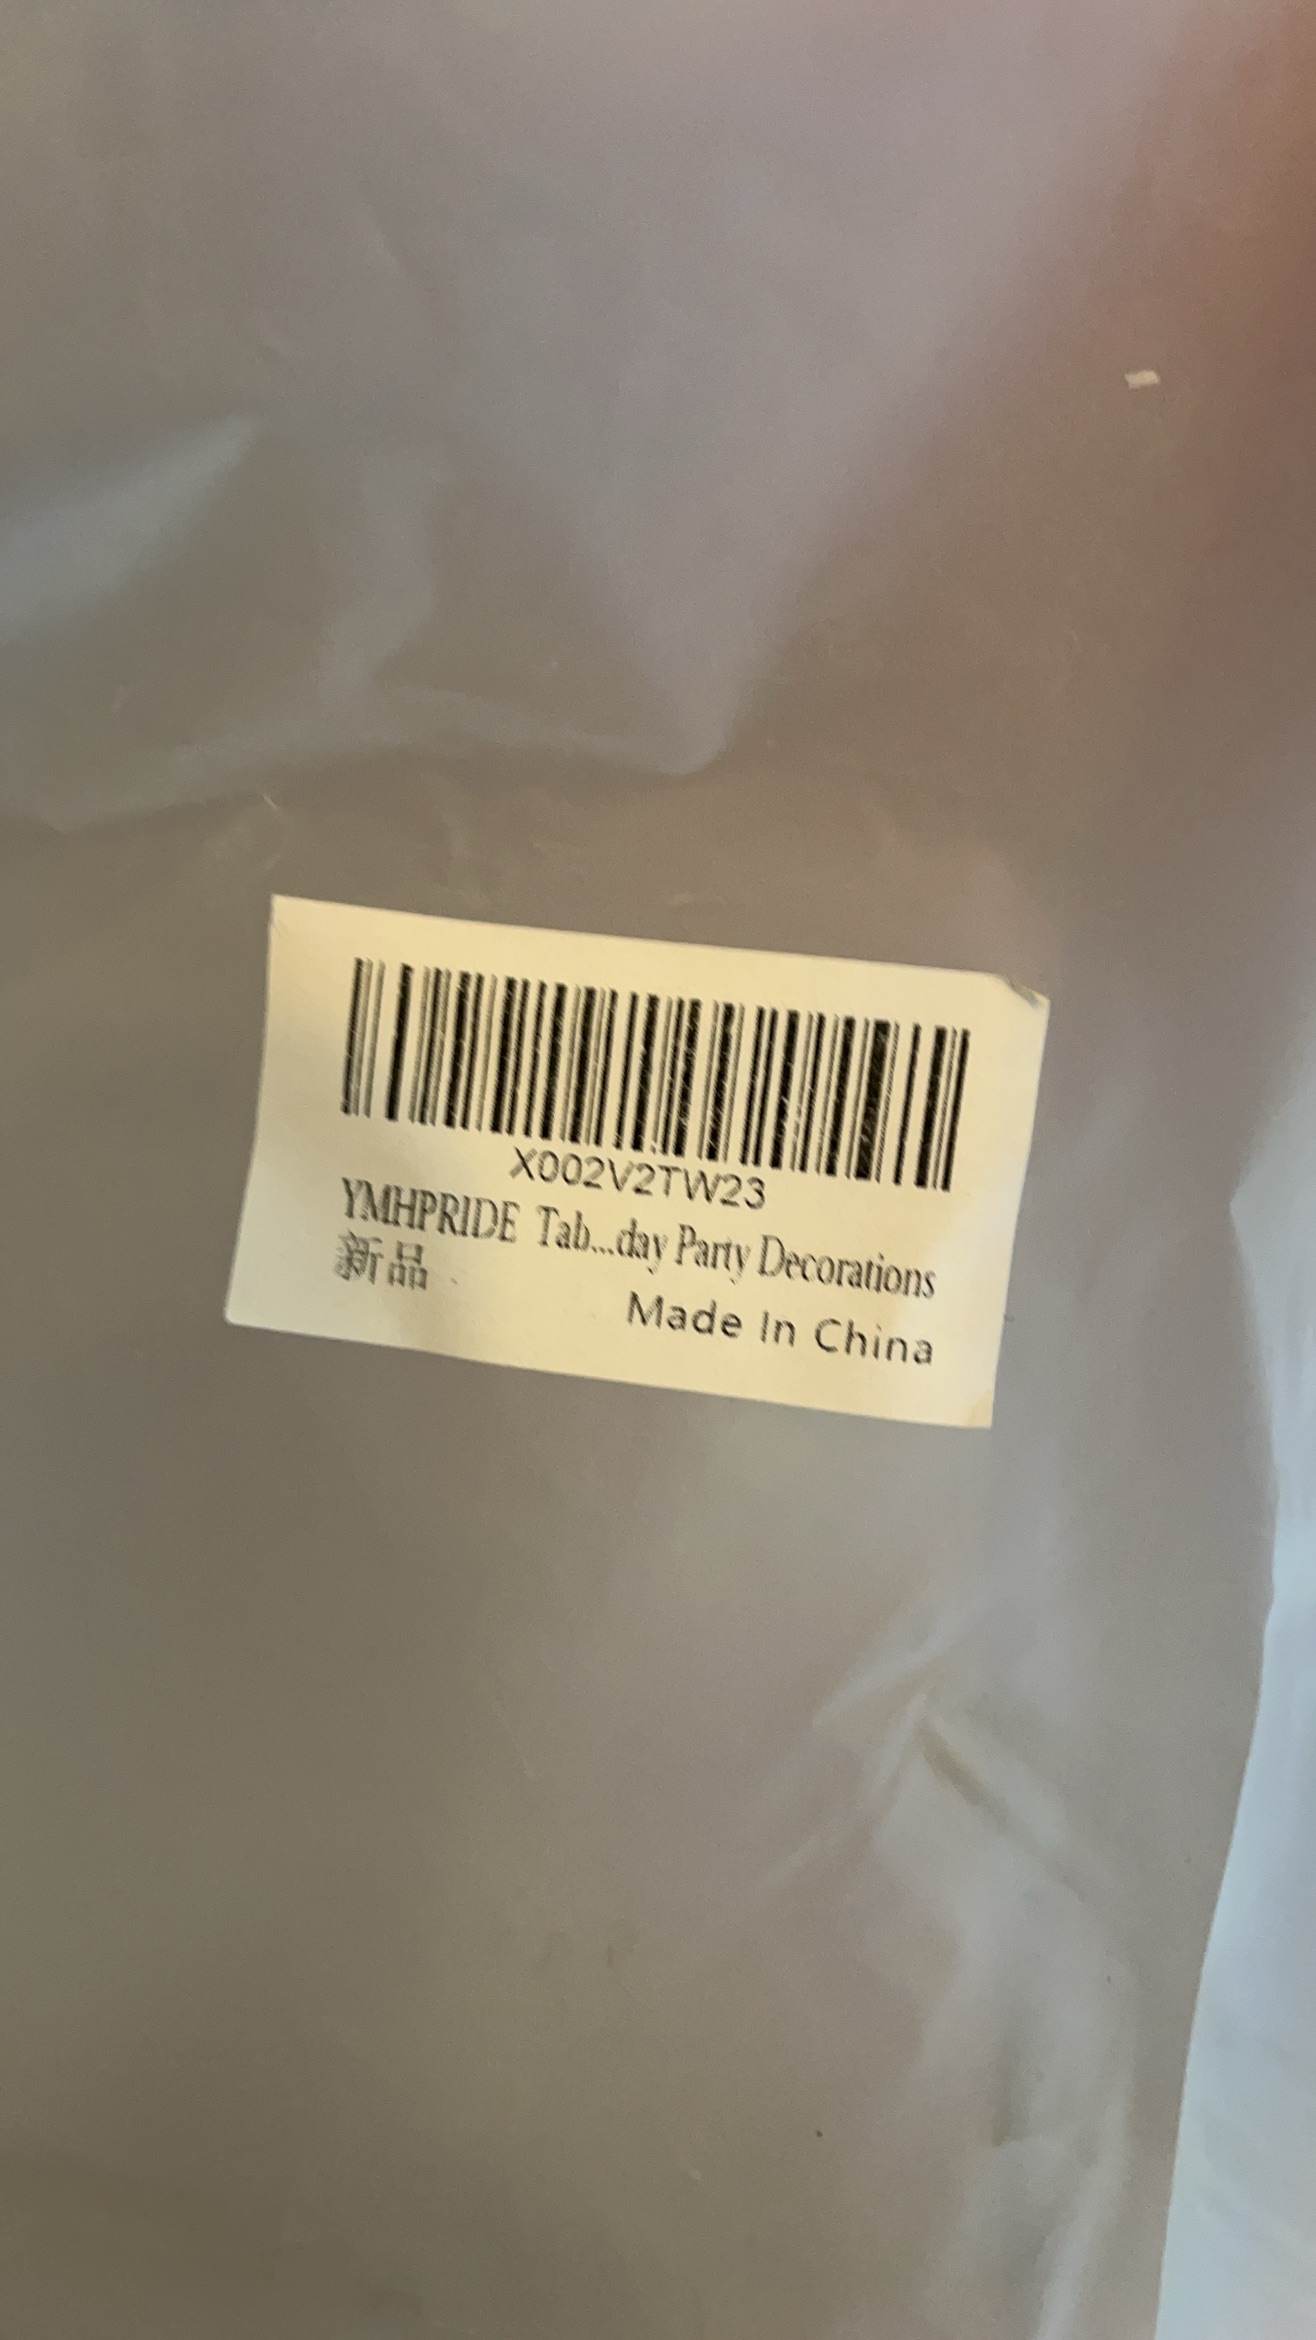 X002V2TW23
YMHPRIDE Tab...day Party Decorations
新品
Made In China